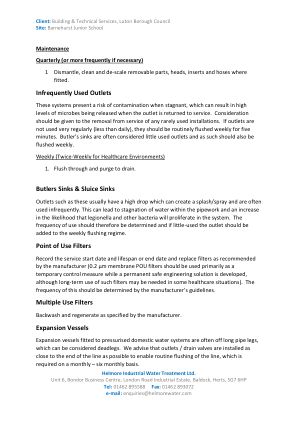 Client: Building & Technical Services, Luton Borough Council
Site: Barnehurst Junior School
Maintenance
Quarterly (or more frequently if necessary)
1 Dismantle, clean and de-scale removable parts, heads, inserts and hoses where
fitted.
Infrequently Used Outlets
These systems present a risk of contamination when stagnant, which can result in high
levels of microbes being released when the outlet is returned to service. Consideration
should be given to the removal from service of any rarely used installations. If outlets are
not used very regularly (less than daily), they should be routinely flushed weekly for five
minutes. Butler's sinks are often considered little used outlets and as such should also be
flushed weekly.
Weekly (Twice-Weekly for Healthcare Environments)
1. Flush through and purge to drain.
Butlers Sinks & Sluice Sinks
Outlets such as these usually have a high drop which can create a splash/spray and are often
used infrequently. This can lead to stagnation of water within the pipework and an increase
in the likelihood that legionella and other bacteria will proliferate in the system. The
frequency of use should therefore be determined and if little-used the outlet should be
added to the weekly flushing regime.
Point of Use Filters
Record the service start date and lifespan or end date and replace filters as recommended
by the manufacturer (0.2 µm membrane POU filters should be used primarily as a
temporary control measure while a permanent safe engineering solution is developed,
although long-term use of such filters may be needed in some healthcare situations). The
frequency of this should be determined by the manufacturer's guidelines.
Multiple Use Filters
Backwash and regenerate as specified by the manufacturer.
Expansion Vessels
Expansion vessels fitted to pressurised domestic water systems are often off long pipe legs,
which can be considered deadlegs. We advise that outlets / drain valves are installed as
close to the end of the line as possible to enable routine flushing of the line, which is
required on a monthly – six monthly basis.
Helmore Industrial Water Treatment Ltd.
Unit 6, Bondor Business Centre, London Road Industrial Estate, Baldock, Herts, SG7 6HP
Tel: 01462 895588 Fax: 01462 893072
e-mail: enquiries@helmorewater.com